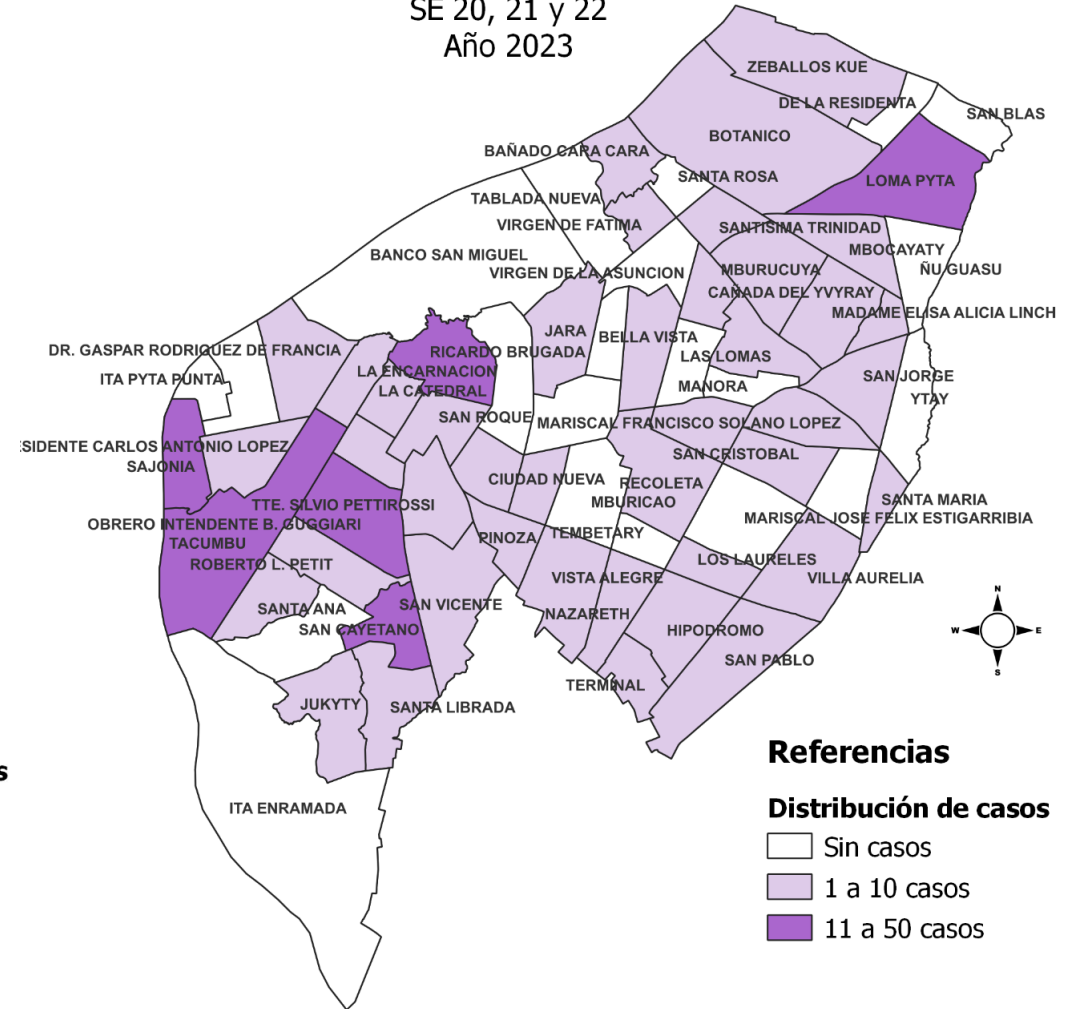 SE 20, 21 y 22
Año 2023
ZEBALLOS KUE
DE LA RESIDENTA
SAN BLAS
BOTANICO
BAÑADO CARA CARA
SANTA ROSA
LOMA PYTA
TABLADA NUEVA
VIRGEN DE FATIMA
SANTISIMA TRINIDAD
MBOCAYATY
BANCO SAN MIGUEL
VIRGEN DE LA ASUNCION
MBURUCUYA
ÑU GUASU
CAÑADA DEL YVYRAY
MADAME ELISA ALICIA LINCH
JARA
BELLA VISTA
DR. GASPAR RODRIGUEZ DE FRANCIA
RICARDO BRUGADA
LAS LOMAS
ITA PYTA PUNTA
LA ENCARNACION
SAN JORGE
LA CATEDRAL
MANORA
YTAY
SAN ROQUE
MARISCAL FRANCISCO SOLANO LOPEZ
SIDENTE CARLOS ANTONIO LOPEZ
SAN CRISTOBAL
SAJONIA
CIUDAD NUEVA
RECOLETA
MBURICAO
SANTA MARIA
TTE. SILVIO PETTIROSSI
MARISCAL JOSE FELIX ESTIGARRIBIA
OBRERO INTENDENTE B. GUGGIARI
TACUMBU
PINOZA
TEMBETARY
ROBERTO L. PETIT
LOS LAURELES
VISTA ALEGRE
VILLA AURELIA
SANTA ANA
SAN VICENTE
NAZARETH
SAN CAYETANO
HIPODROMO
SAN PABLO
TERMINAL
JUKYTY
SANTA LIBRADA
ITA ENRAMADA
N
W
E
S
s
Referencias
Distribución de casos
Sin casos
1 a 10 casos
11 a 50 casos